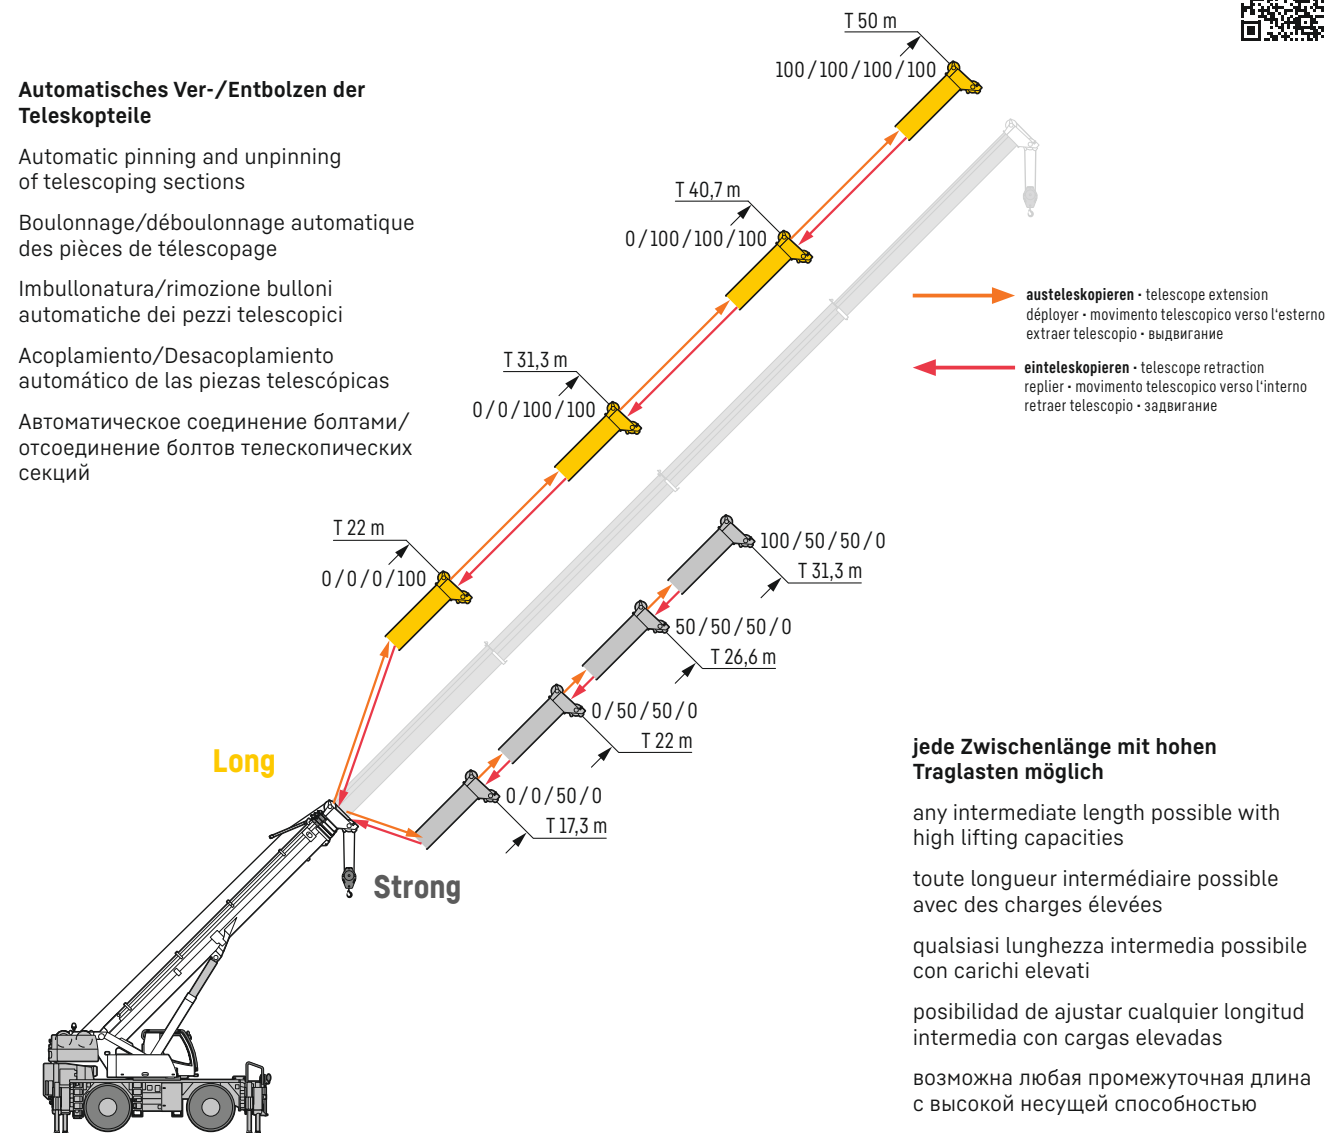 Automatisches Ver-/Entbolzen der
Teleskopteile
Automatic pinning and unpinning
of telescoping sections
Boulonnage/déboulonnage automatique
des pièces de télescopage
Imbullonatura/rimozione bulloni
automatiche dei pezzi telescopici
Acoplamiento/Desacoplamiento
automático de las piezas telescópicas
Автоматическое соединение болтами/
отсоединение болтов телескопических
секций
T 50 m
100/100/100/100
T 40,7 m
0/100/100/100
T 31,3 m
0/0/100/100
T 22 m
0/0/0/100
austeleskopieren • telescope extension
déployer • movimento telescopico verso l'esterno
extraer telescopio • выдвигание
einteleskopieren • telescope retraction
replier • movimento telescopico verso l'interno
retraer telescopio • задвигание
100/50/50/0
T 31,3 m
50/50/50/0
T 26,6 m
0/50/50/0
T 22 m
0/0/50/0
T 17,3 m
Long
Strong
jede Zwischenlänge mit hohen
Traglasten möglich
any intermediate length possible with
high lifting capacities
toute longueur intermédiaire possible
avec des charges élevées
qualsiasi lunghezza intermedia possibile
con carichi elevati
posibilidad de ajustar cualquier longitud
intermedia con cargas elevadas
возможна любая промежуточная длина
с высокой несущей способностью